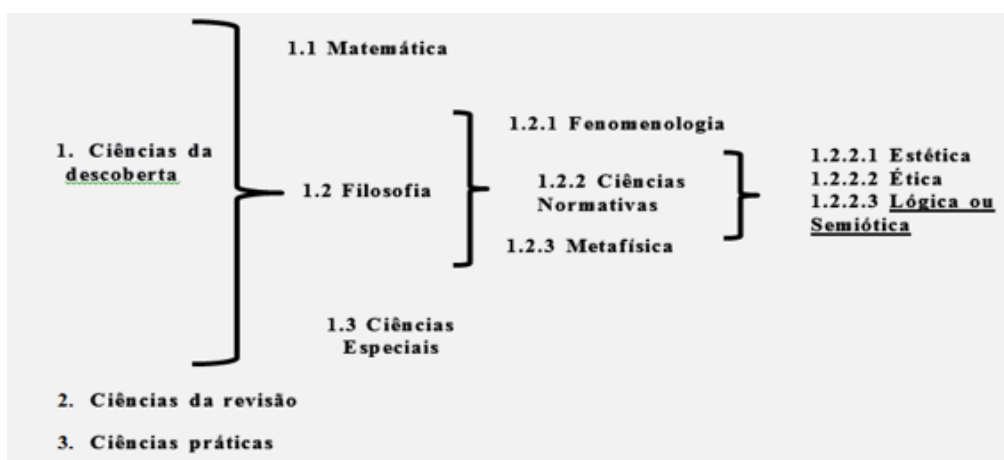 1.1 Matemática
1. Ciências da
descoberta
1.2 Filosofia
1.2.1 Fenomenologia
1.2.2 Ciências
Normativas
1.2.3 Metafísica
1.2.2.1 Estética
1.2.2.2 Ética
1.2.2.3 Lógica ou
Semiótica
1.3 Ciências
Especiais
2. Ciências da revisão
3. Ciências práticas